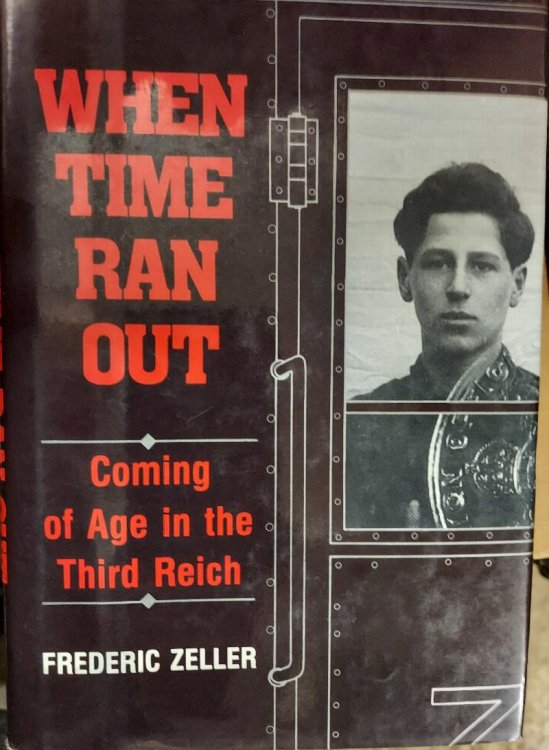 WHEN
TIME
RAN
OUT
Coming
of Age in the
Third Reich
FREDERIC ZELLER